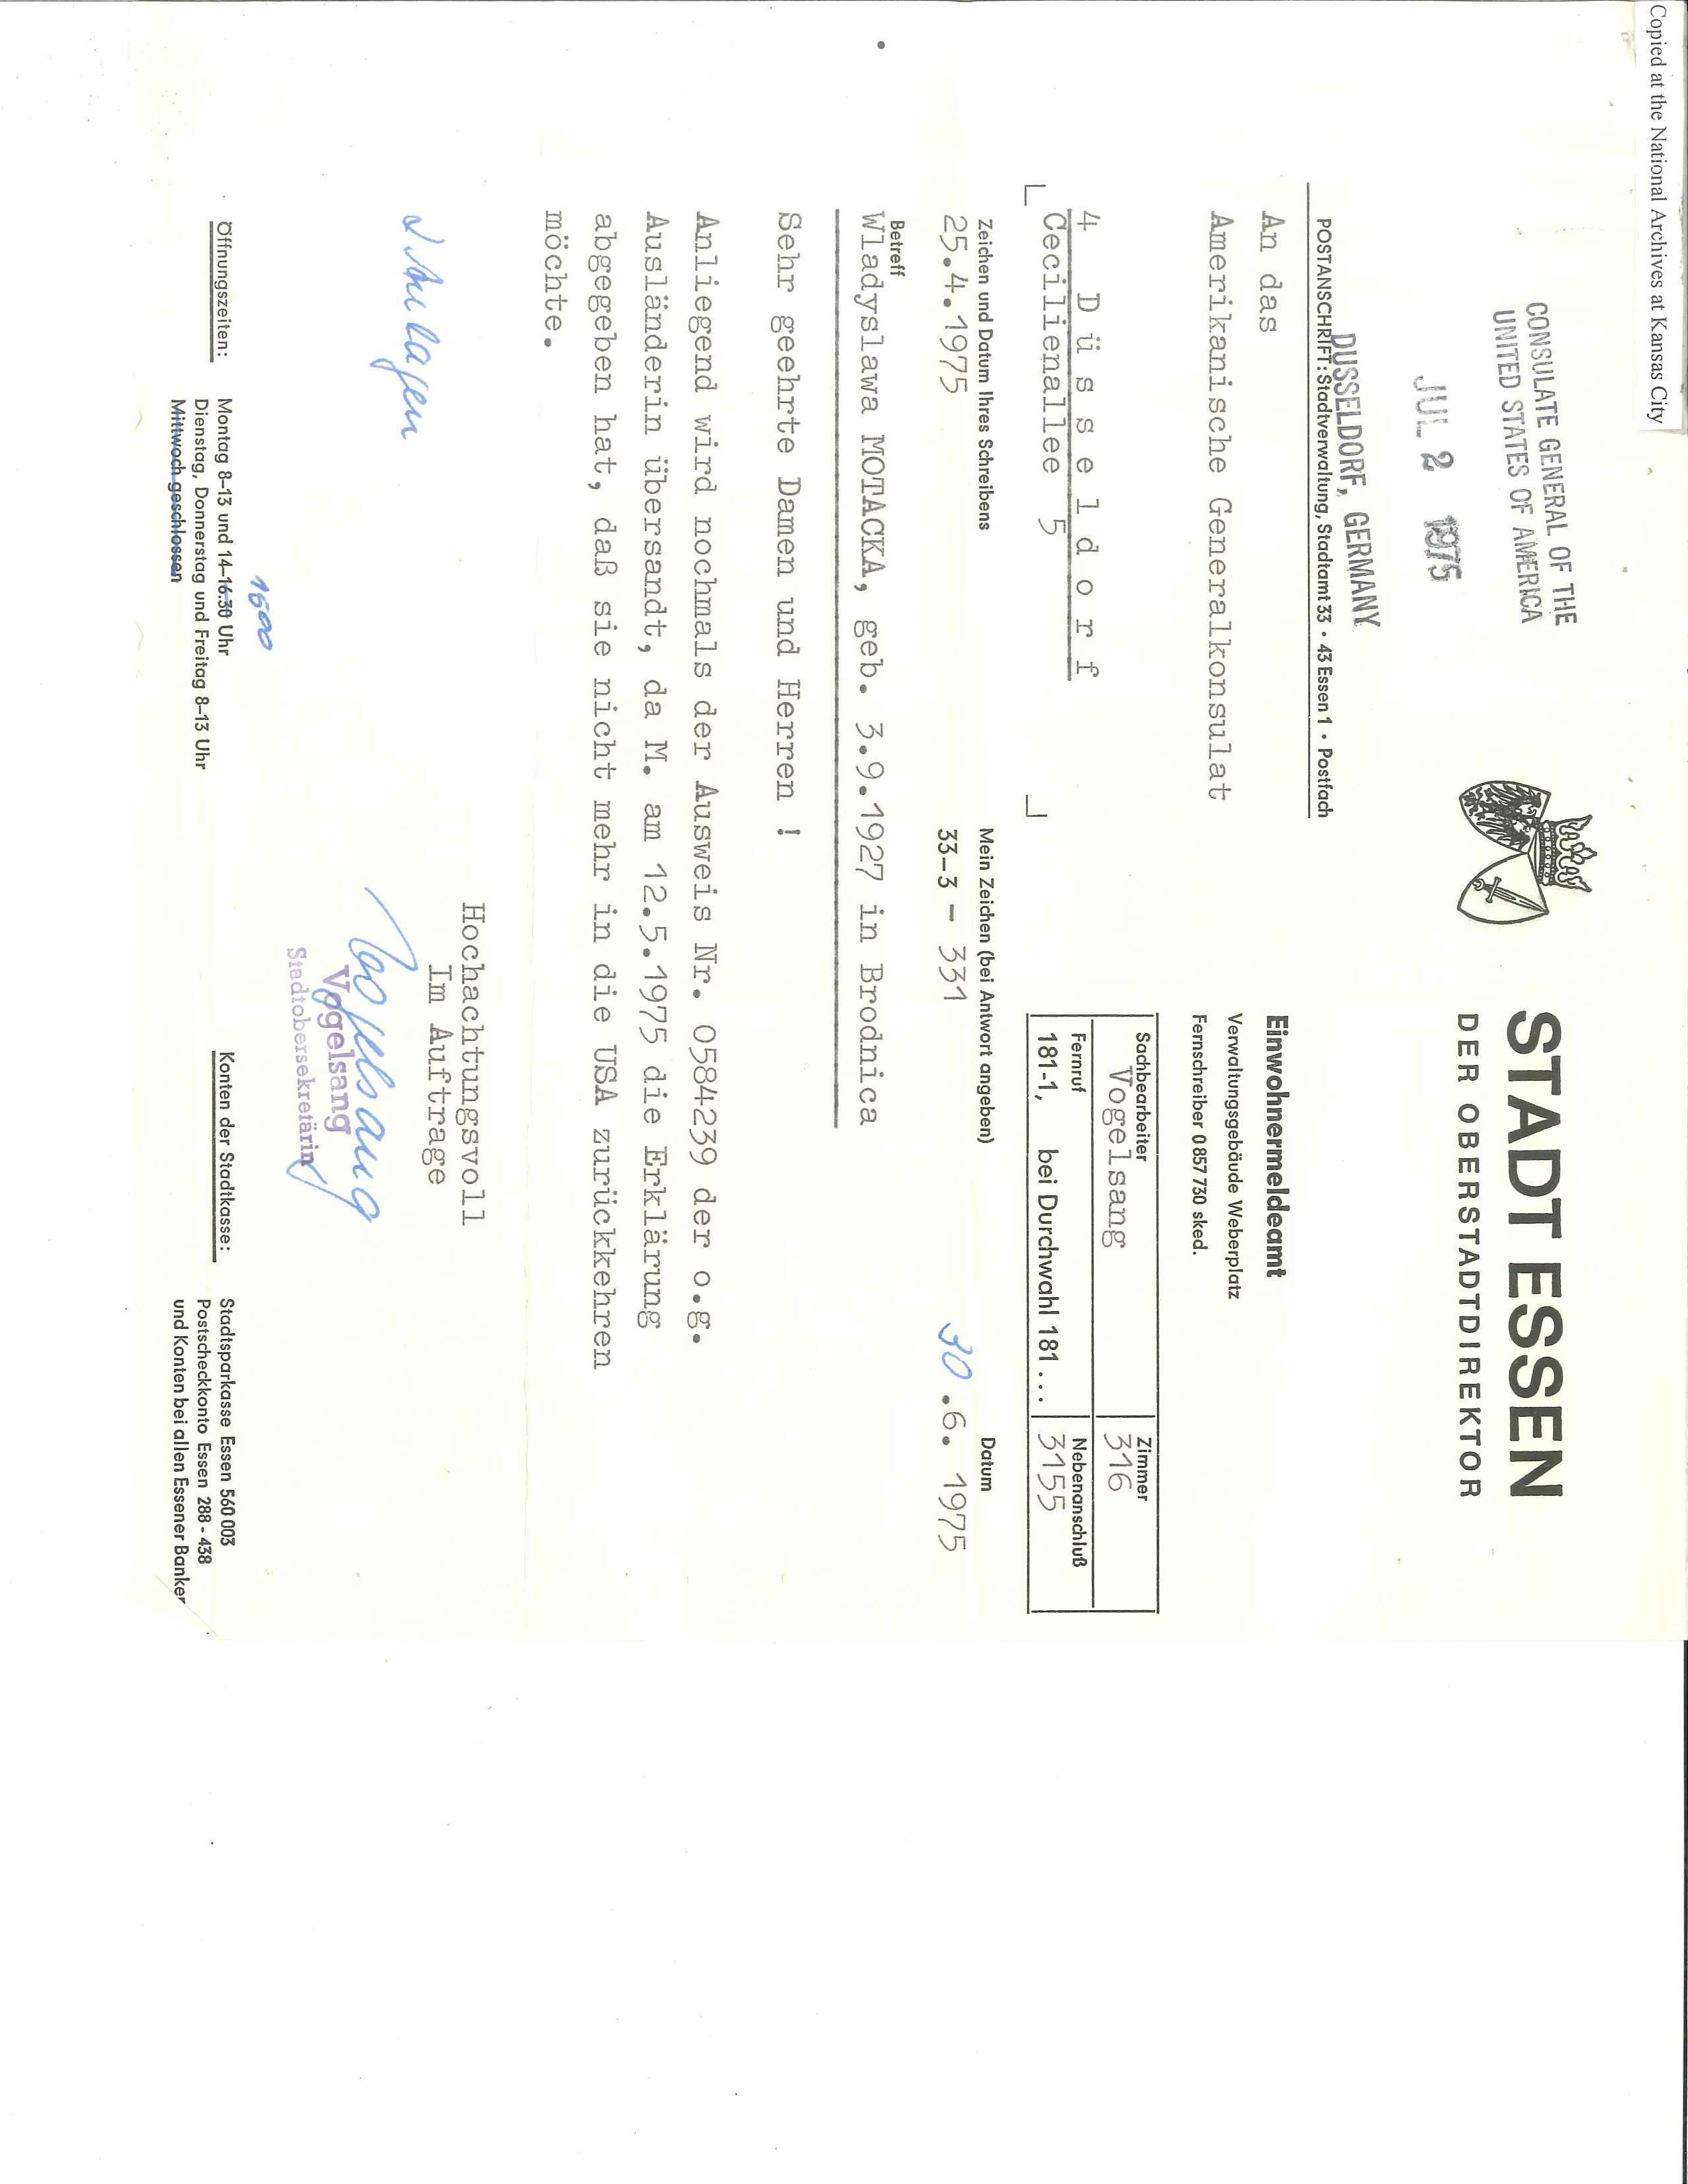 Copied at the National Archives at Kansas City
CONSULATE GENERAL OF THE
UNITED STATES OF AMERICA
JUL 2 1975
DUSSELDORF, GERMANY
STADT ESSEN
DER OBERSTADTDIREKTOR
POSTANSCHRIFT: Stadtverwaltung, Stadtamt 33 • 43 Essen 1 • Postfach
An das
Amerikanische Generalkonsulat
4 D ü s s e l d o r f
Cecilienallee 5
Einwohnermeldeamt
Verwaltungsgebäude Weberplatz
Fernschreiber 0 857 730 sked.
Sachbearbeiter Zimmer
Vogelsang 316
Fernruf Nebenanschluß
181-1, bei Durchwahl 181 ... 3155
Zeichen und Datum Ihres Schreibens Mein Zeichen (bei Antwort angeben) Datum
25.4.1975 33-3 - 331 30.6.1975
Betreff
Wladyslawa MOTACKA, geb. 3.9.1927 in Brodnica
Sehr geehrte Damen und Herren !
Anliegend wird nochmals der Ausweis Nr. 0584239 der o.g.
Ausländerin übersandt, da M. am 12.5.1975 die Erklärung
abgegeben hat, daß sie nicht mehr in die USA zurückkehren
möchte.
Hochachtungsvoll
Im Auftrage
Vogelsang
Vogelsang
Stadtobersekretärin
Anlagen
1500
Öffnungszeiten: Montag 8–13 und 14–16.30 Uhr
Dienstag, Donnerstag und Freitag 8–13 Uhr
Mittwoch geschlossen
Konten der Stadtkasse: Stadtsparkasse Essen 560 003
Postscheckkonto Essen 288 - 438
und Konten bei allen Essener Banken